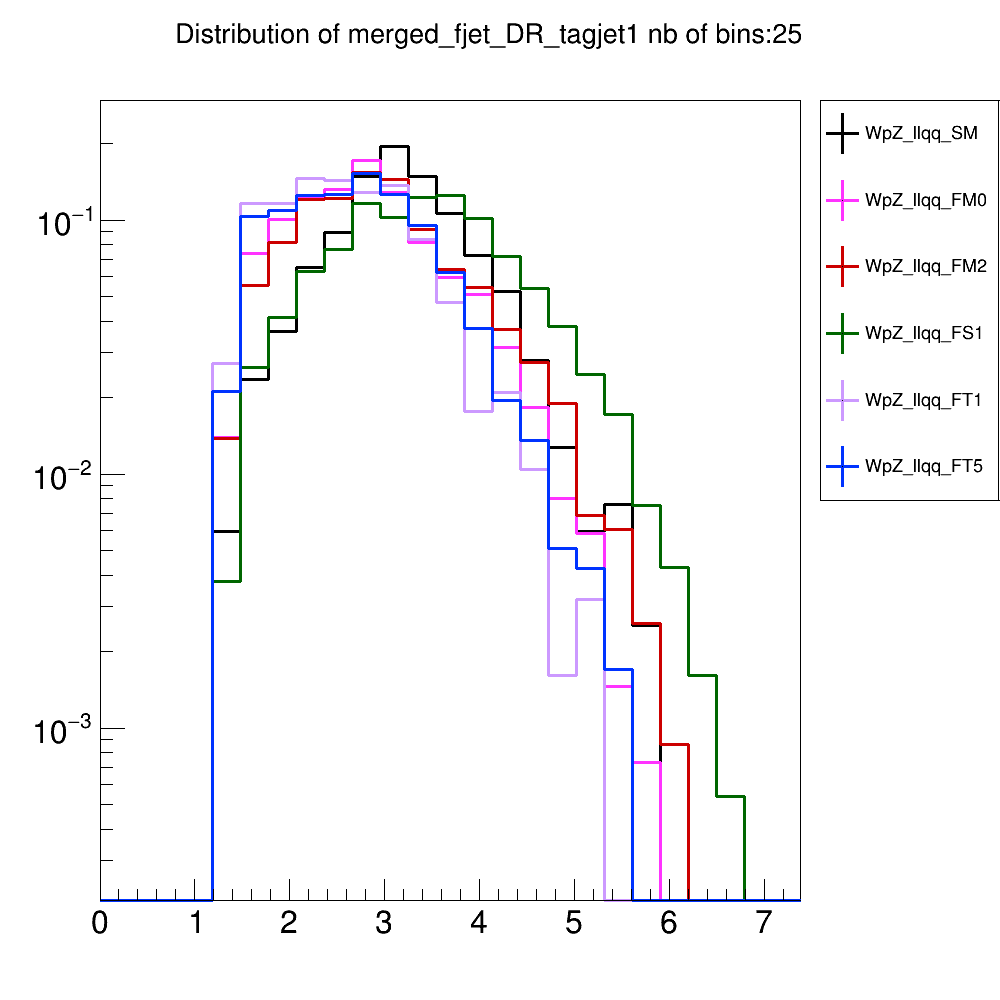 Distribution of merged_fjet_DR_tagjet1 nb of bins:25
WpZ_llqq_SM
WpZ_llqq_FM0
WpZ_llqq_FM2
WpZ_llqq_FS1
WpZ_llqq_FT1
WpZ_llqq_FT5
10⁻¹
10⁻²
10⁻³
0 1 2 3 4 5 6 7